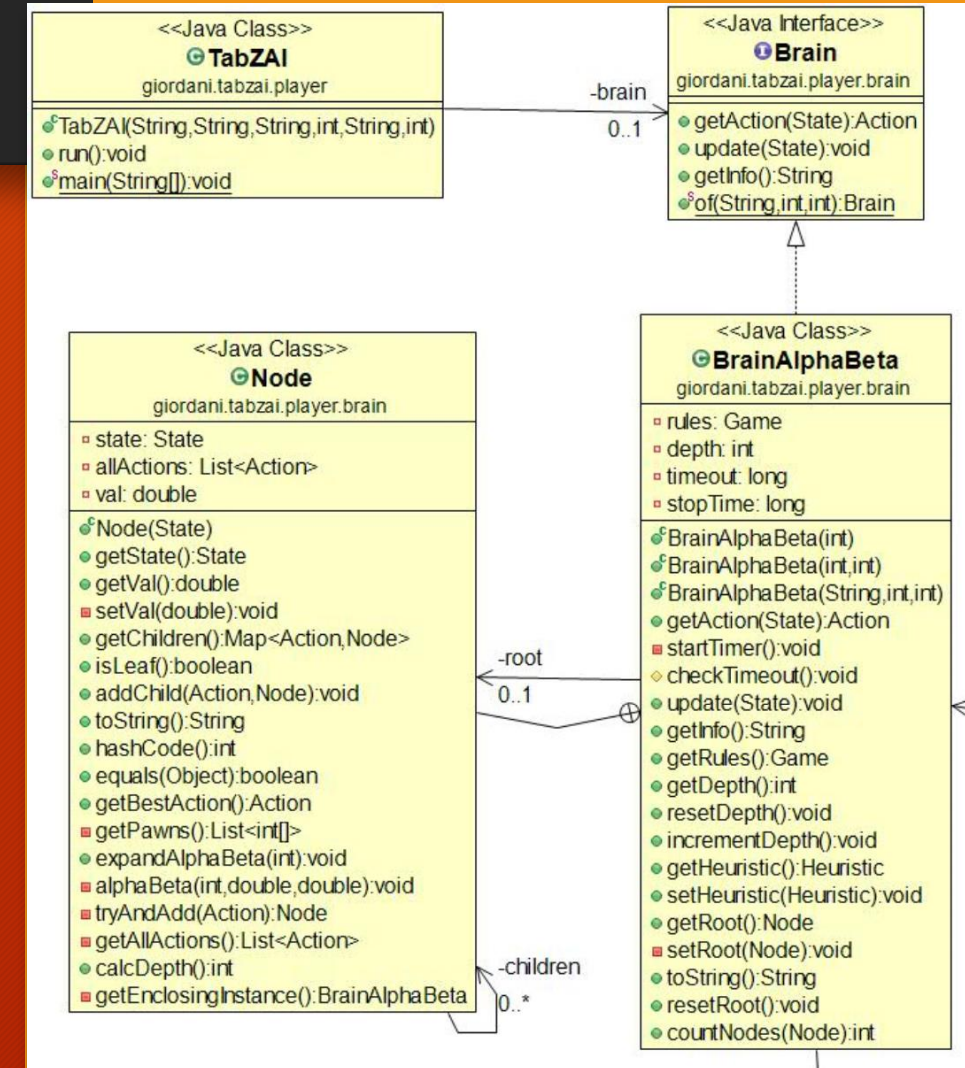 <<Java Class>>
TabZAI
giordani.tabzai.player
TabZAI(String,String,String,int,String,int)
run():void
main(String[]):void
-brain
0..1
<<Java Interface>>
Brain
giordani.tabzai.player.brain
getAction(State):Action
update(State):void
getInfo():String
of(String,int,int):Brain
<<Java Class>>
Node
giordani.tabzai.player.brain
state: State
allActions: List<Action>
val: double
Node(State)
getState():State
getVal():double
setVal(double):void
getChildren():Map<Action,Node>
isLeaf():boolean
addChild(Action,Node):void
toString():String
hashCode():int
equals(Object):boolean
getBestAction():Action
getPawns():List<int[]>
expandAlphaBeta(int):void
alphaBeta(int,double,double):void
tryAndAdd(Action):Node
getAllActions():List<Action>
calcDepth():int
getEnclosingInstance():BrainAlphaBeta
-root
0..1
-children
0..*
<<Java Class>>
BrainAlphaBeta
giordani.tabzai.player.brain
rules: Game
depth: int
timeout: long
stopTime: long
BrainAlphaBeta(int)
BrainAlphaBeta(int,int)
BrainAlphaBeta(String,int,int)
getAction(State):Action
startTimer():void
checkTimeout():void
update(State):void
getInfo():String
getRules():Game
getDepth():int
resetDepth():void
incrementDepth():void
getHeuristic():Heuristic
setHeuristic(Heuristic):void
getRoot():Node
setRoot(Node):void
toString():String
resetRoot():void
countNodes(Node):int